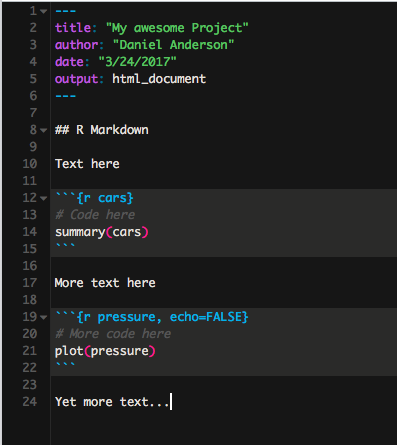 1 ---
2 title: "My awesome Project"
3 author: "Daniel Anderson"
4 date: "3/24/2017"
5 output: html_document
6 ---
7
8 ## R Markdown
9
10 Text here
11
12 ```{r cars}
13 # Code here
14 summary(cars)
15 ```
16
17 More text here
18
19 ```{r pressure, echo=FALSE}
20 # More code here
21 plot(pressure)
22 ```
23
24 Yet more text...